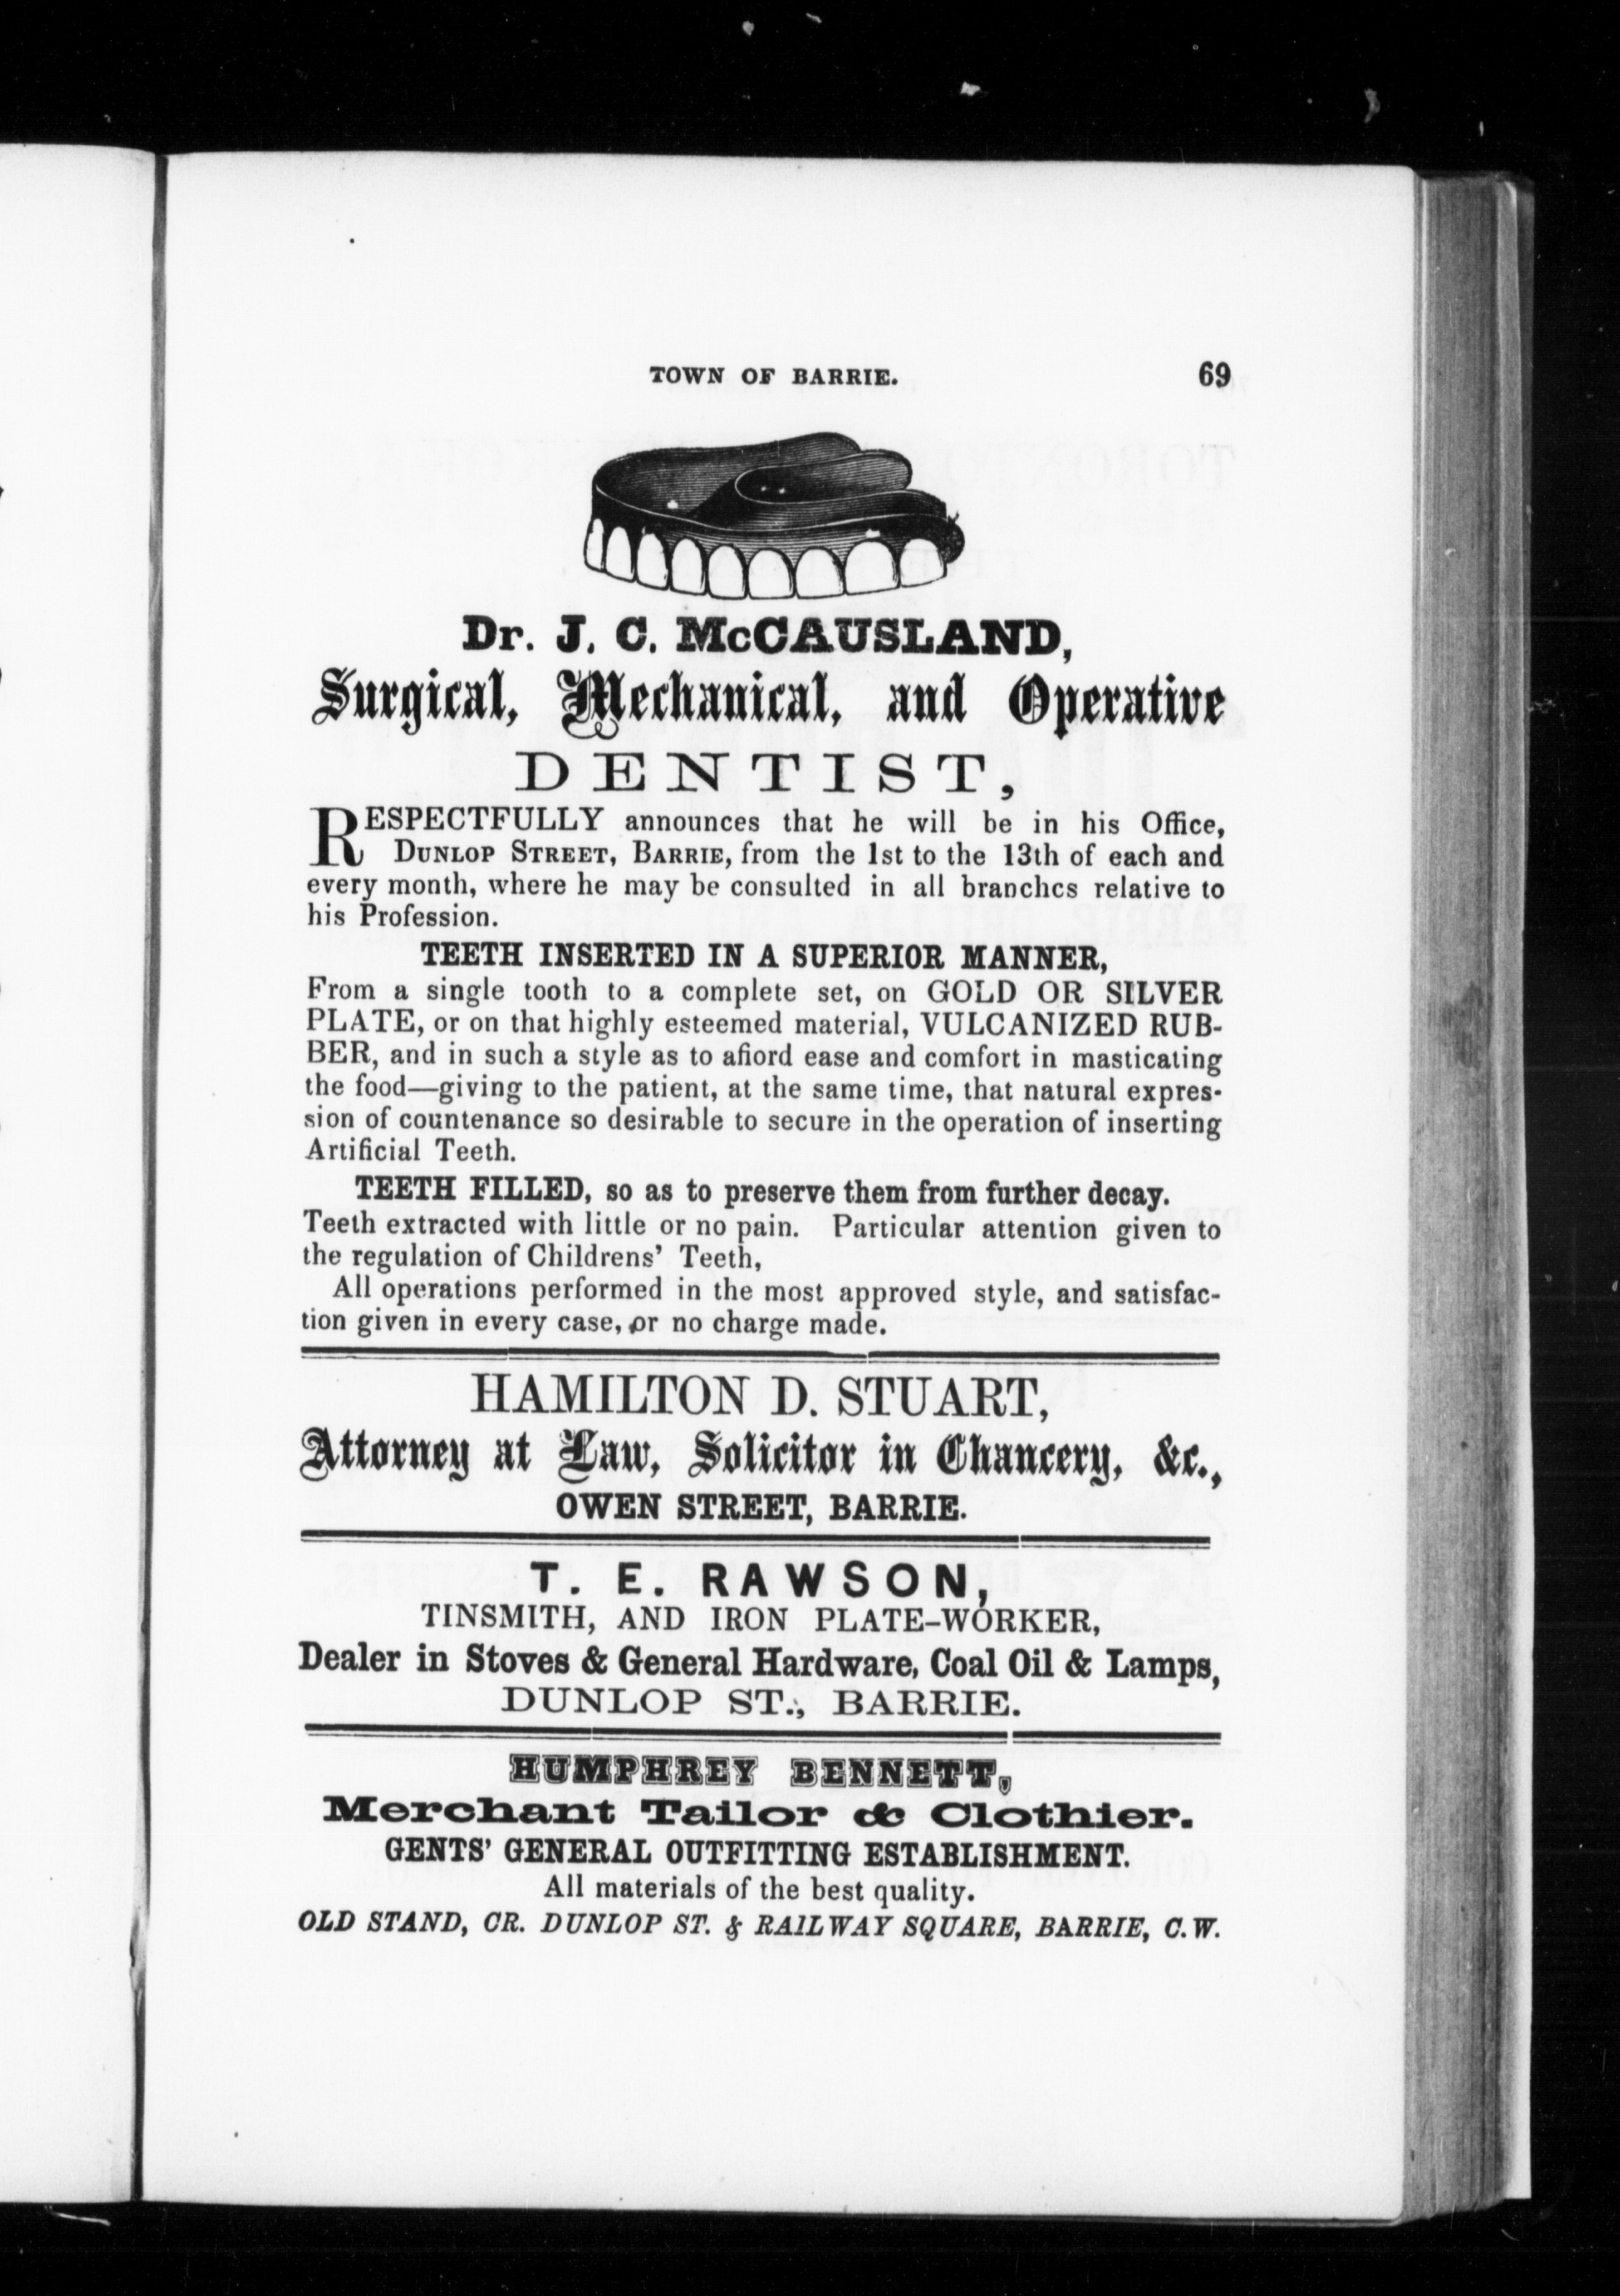 TOWN OF BARRIE. 69
Dr. J. C. McCAUSLAND,
Surgical, Mechanical, and Operative
DENTIST,
RESPECTFULLY announces that he will be in his Office,
DUNLOP STREET, BARRIE, from the 1st to the 13th of each and
every month, where he may be consulted in all branchcs relative to
his Profession.
TEETH INSERTED IN A SUPERIOR MANNER,
From a single tooth to a complete set, on GOLD OR SILVER
PLATE, or on that highly esteemed material, VULCANIZED RUB-
BER, and in such a style as to afiord ease and comfort in masticating
the food—giving to the patient, at the same time, that natural expres-
sion of countenance so desirable to secure in the operation of inserting
Artificial Teeth.
TEETH FILLED, so as to preserve them from further decay.
Teeth extracted with little or no pain. Particular attention given to
the regulation of Childrens' Teeth,
All operations performed in the most approved style, and satisfac-
tion given in every case, or no charge made.
HAMILTON D. STUART,
Attorney at Law, Solicitor in Chancery, &c.,
OWEN STREET, BARRIE.
T. E. RAWSON,
TINSMITH, AND IRON PLATE-WORKER,
Dealer in Stoves & General Hardware, Coal Oil & Lamps,
DUNLOP ST., BARRIE.
HUMPHREY BENNETT,
Merchant Tailor & Clothier.
GENTS' GENERAL OUTFITTING ESTABLISHMENT.
All materials of the best quality.
OLD STAND, CR. DUNLOP ST. & RAILWAY SQUARE, BARRIE, C.W.